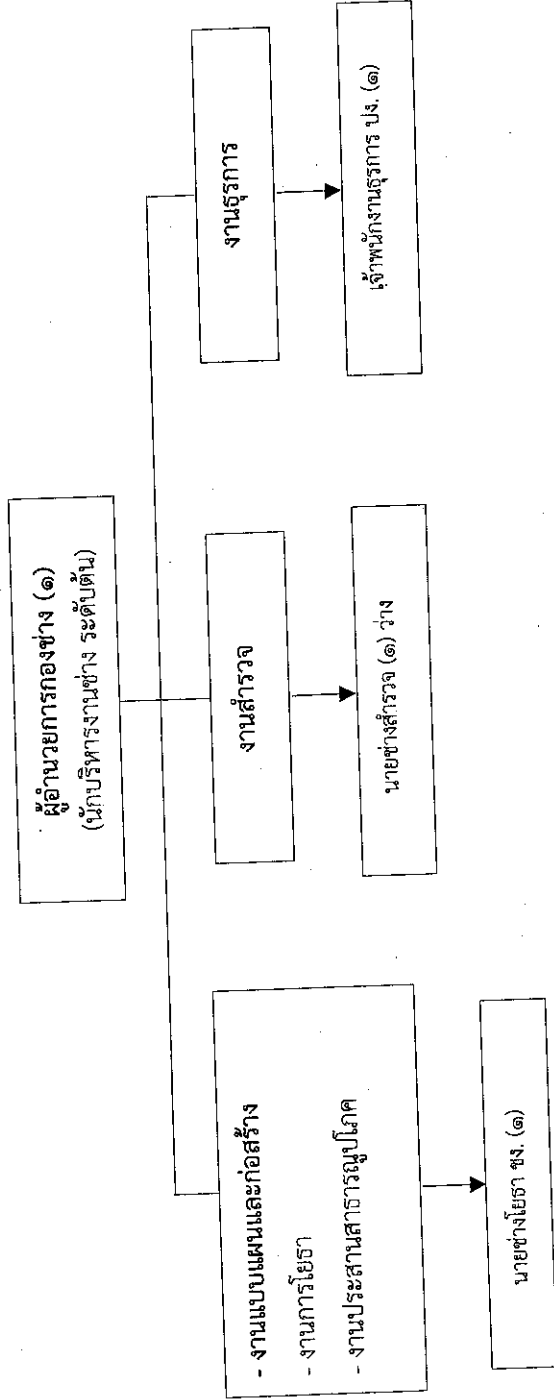 ผู้อำนวยการกองช่าง (๑)
(นักบริหารงานช่าง ระดับต้น)
- งานแบบแผนและก่อสร้าง
- งานการโยธา
- งานประสานสาธารณูปโภค
งานสำรวจ
งานธุรการ
นายช่างโยธา ชง. (๑)
นายช่างสำรวจ (๑) ว่าง
เจ้าพนักงานธุรการ ปง. (๑)